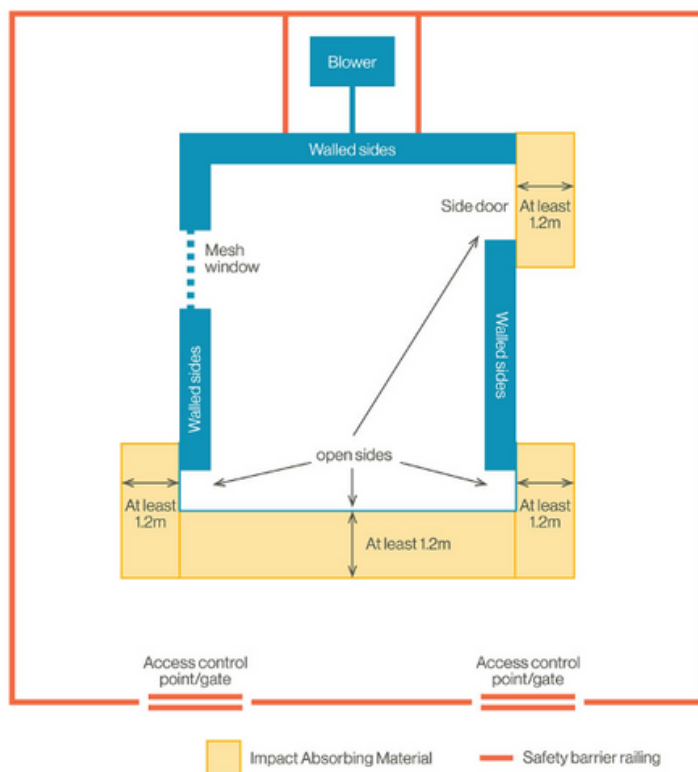 Blower
Walled sides
Side door
At least
1.2m
Mesh
window
Walled sides
Walled sides
open sides
At least
1.2m
At least 1.2m
At least
1.2m
Access control
point/gate
Access control
point/gate
Impact Absorbing Material
Safety barrier railing